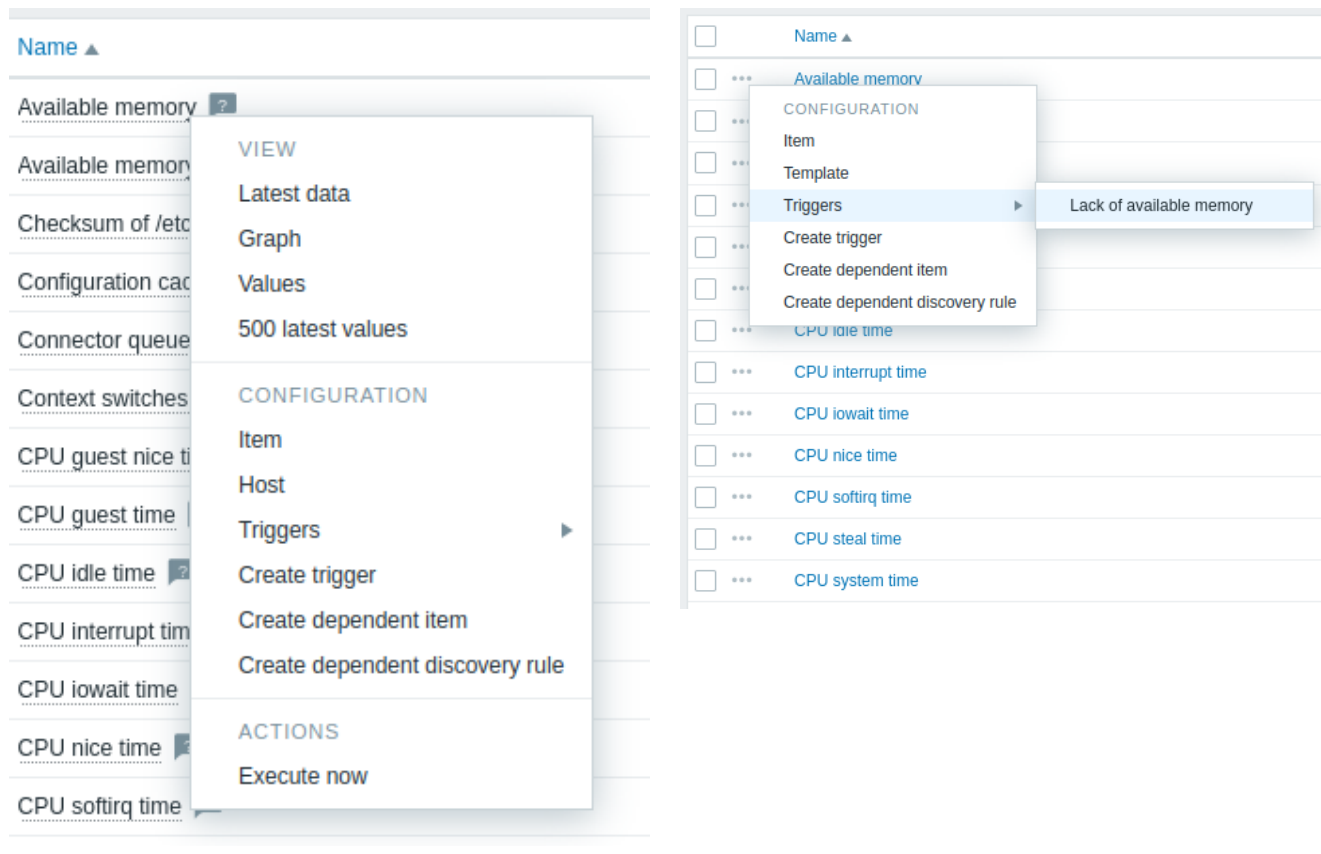 Name ▲
Available memory ?
Available memory
Checksum of /etc
Configuration cac
Connector queue
Context switches
CPU guest nice ti
CPU guest time
CPU idle time ?
CPU interrupt tim
CPU iowait time
CPU nice time
CPU softirq time
VIEW
Latest data
Graph
Values
500 latest values
CONFIGURATION
Item
Host
Triggers
Create trigger
Create dependent item
Create dependent discovery rule
ACTIONS
Execute now
Name ▲
Available memory
CONFIGURATION
Item
Template
Triggers
Lack of available memory
Create trigger
Create dependent item
Create dependent discovery rule
CPU idle time
CPU interrupt time
CPU iowait time
CPU nice time
CPU softirq time
CPU steal time
CPU system time